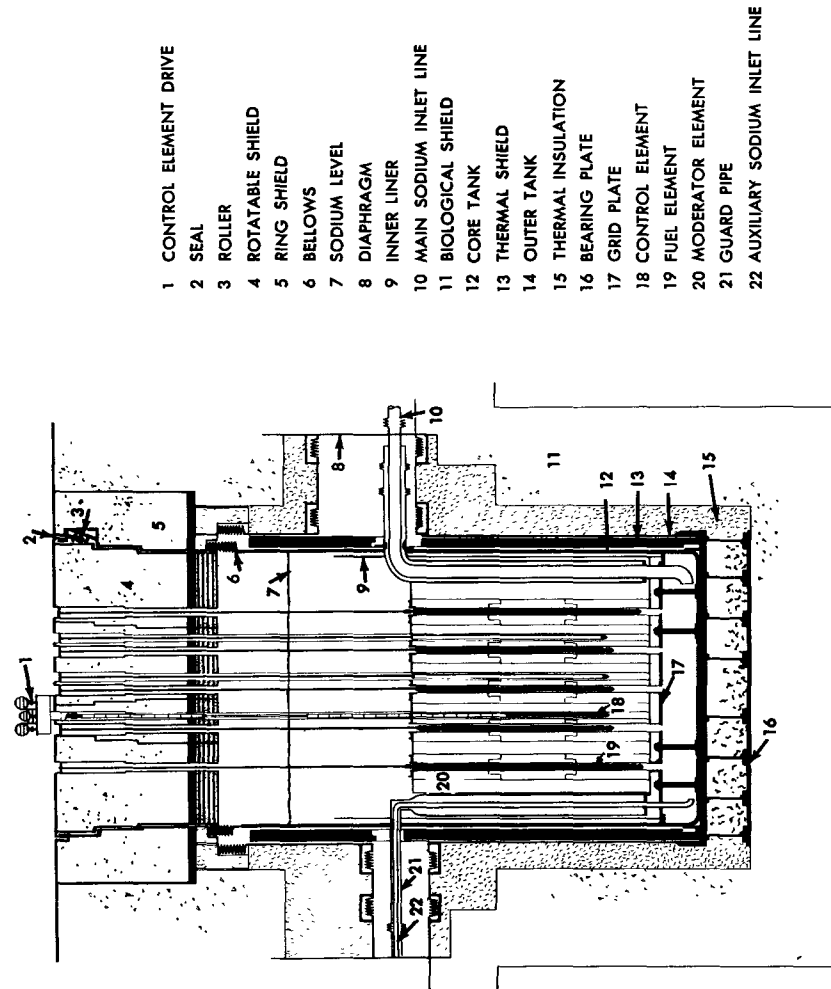 1 CONTROL ELEMENT DRIVE
2 SEAL
3 ROLLER
4 ROTATABLE SHIELD
5 RING SHIELD
6 BELLOWS
7 SODIUM LEVEL
8 DIAPHRAGM
9 INNER LINER
10 MAIN SODIUM INLET LINE
11 BIOLOGICAL SHIELD
12 CORE TANK
13 THERMAL SHIELD
14 OUTER TANK
15 THERMAL INSULATION
16 BEARING PLATE
17 GRID PLATE
18 CONTROL ELEMENT
19 FUEL ELEMENT
20 MODERATOR ELEMENT
21 GUARD PIPE
22 AUXILIARY SODIUM INLET LINE
1
2
3
4
5
6
7
8
9
10
11
12
13
14
15
16
17
18
19
20
21
22